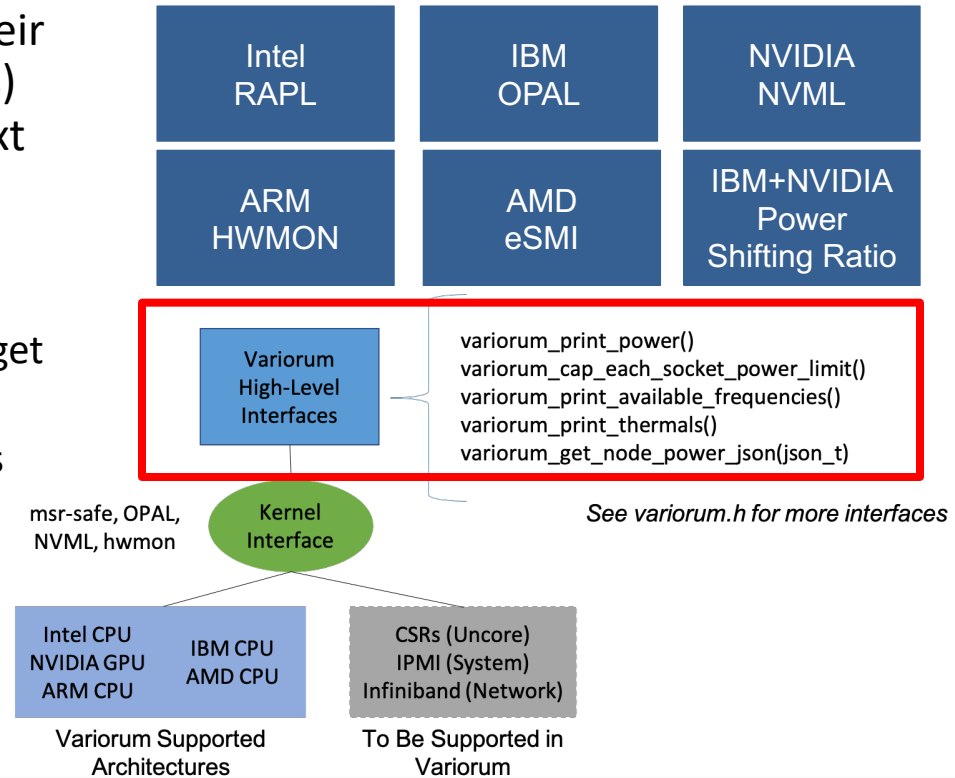 eir
)
xt
get
s
Intel
RAPL
IBM
OPAL
NVIDIA
NVML
ARM
HWMON
AMD
eSMI
IBM+NVIDIA
Power
Shifting Ratio
Variorum
High-Level
Interfaces
variorum_print_power()
variorum_cap_each_socket_power_limit()
variorum_print_available_frequencies()
variorum_print_thermals()
variorum_get_node_power_json(json_t)
msr-safe, OPAL,
NVML, hwmon
Kernel
Interface
See variorum.h for more interfaces
Intel CPU
NVIDIA GPU
ARM CPU
IBM CPU
AMD CPU
CSRs (Uncore)
IPMI (System)
Infiniband (Network)
Variorum Supported
Architectures
To Be Supported in
Variorum